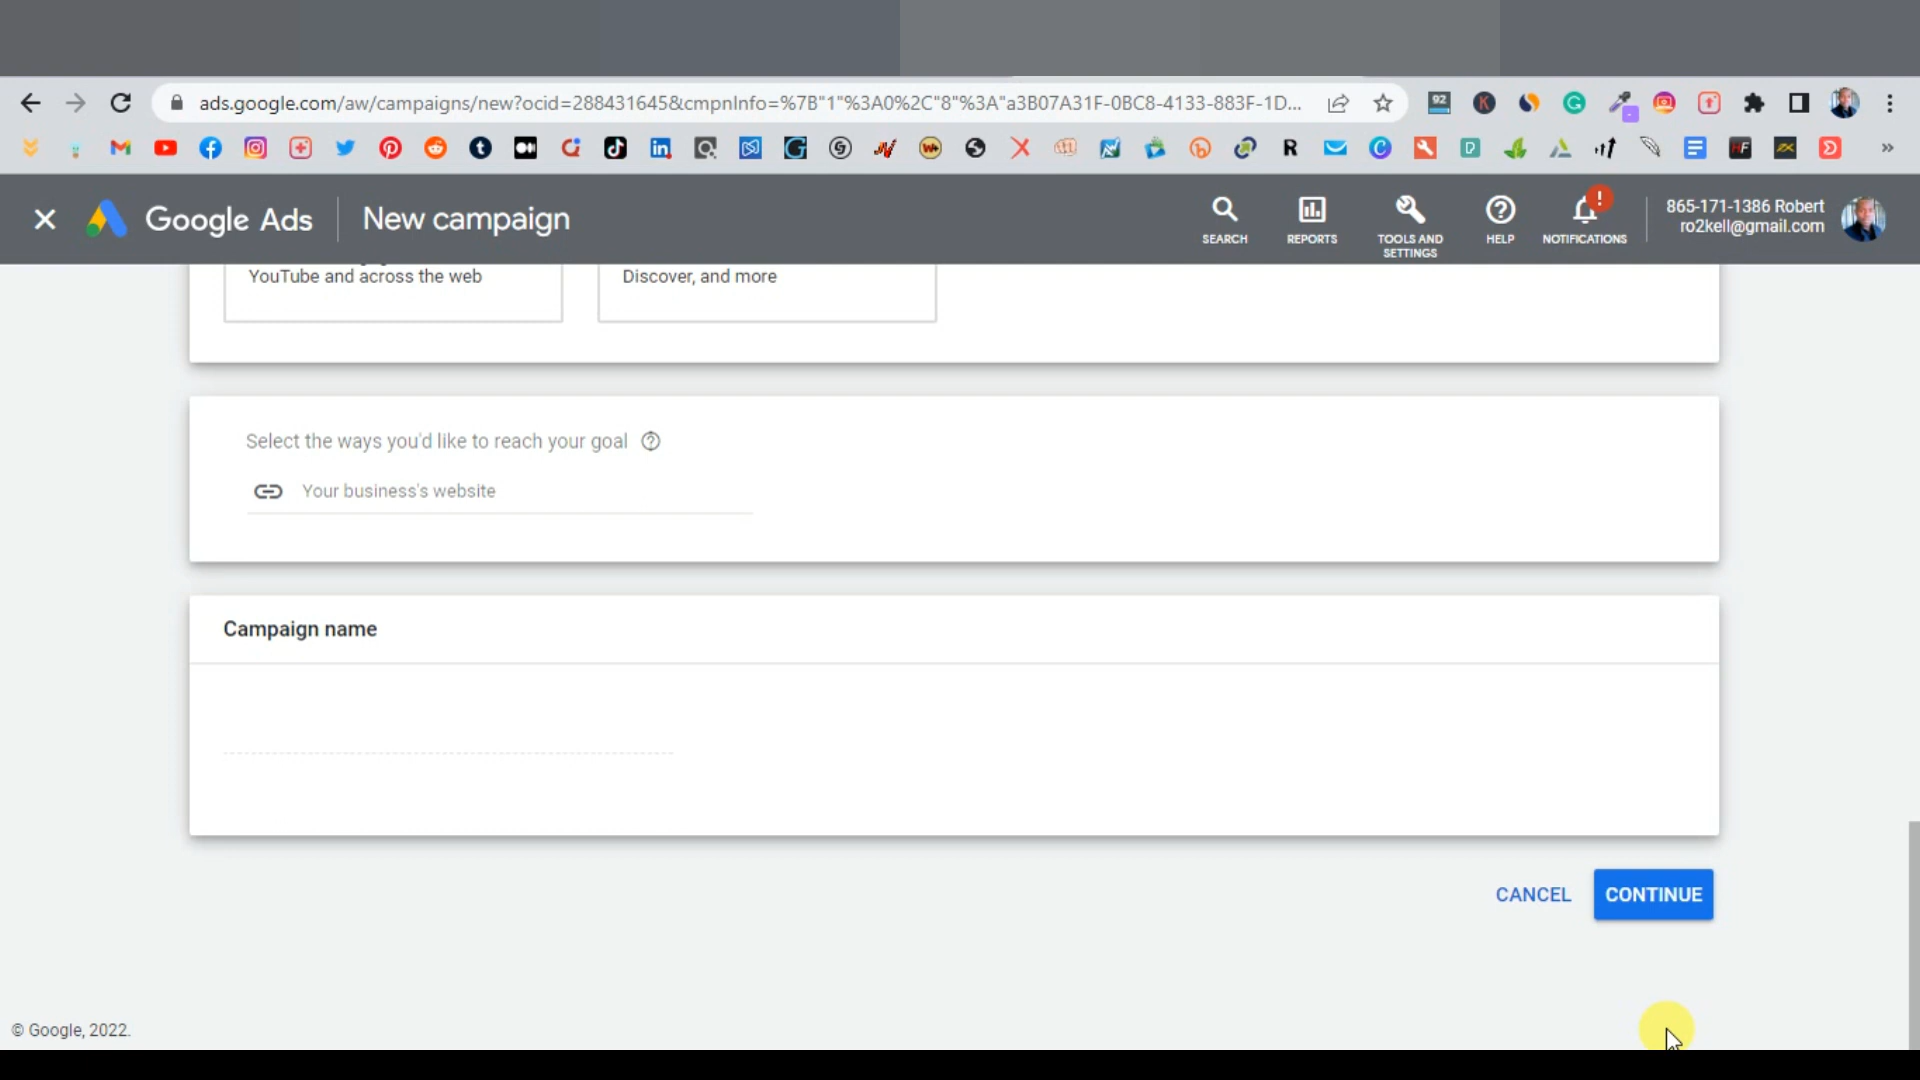 ads.google.com/aw/campaigns/new?ocid=288431645&cmpnInfo=%7B"1"%3A0%2C"8"%3A"a3B07A31F-0BC8-4133-883F-1D...
92
Google Ads
New campaign
SEARCH
REPORTS
TOOLS AND
SETTINGS
HELP
NOTIFICATIONS
865-171-1386 Robert
ro2kell@gmail.com
YouTube and across the web
Discover, and more
Select the ways you'd like to reach your goal
Your business's website
Campaign name
CANCEL
CONTINUE
© Google, 2022.